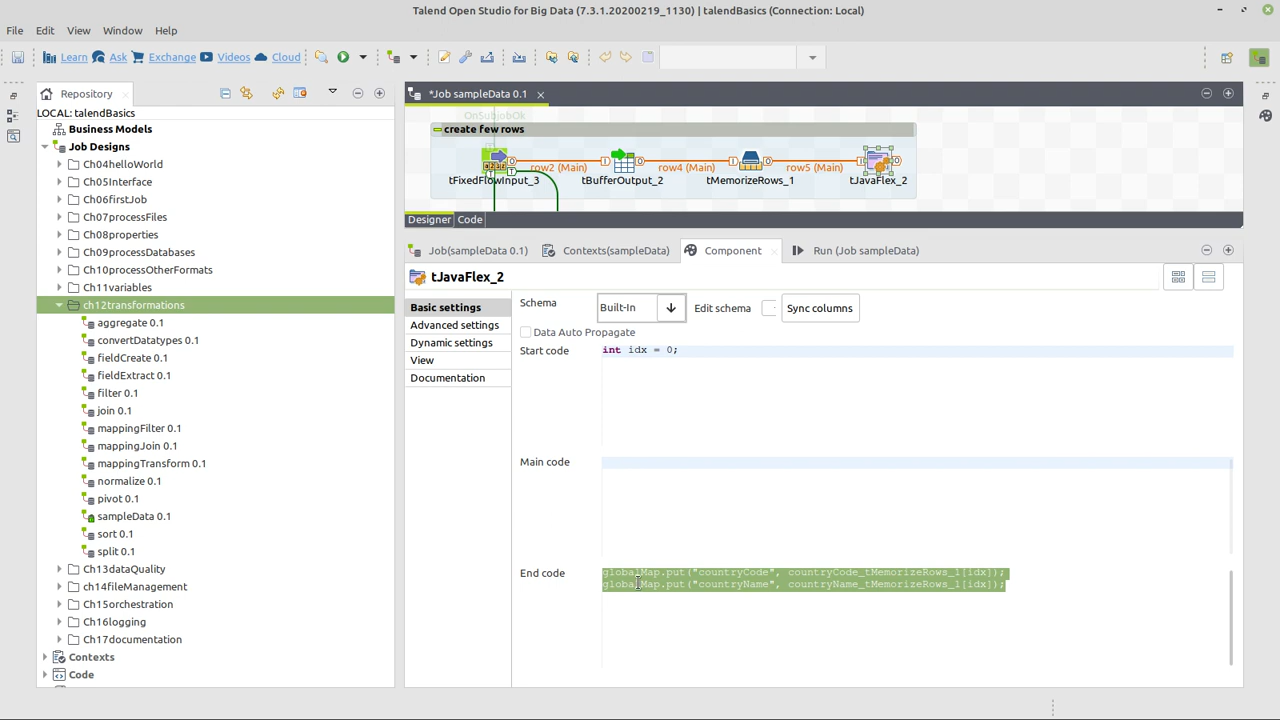 Talend Open Studio for Big Data (7.3.1.20200219_1130) | talendBasics (Connection: Local)
File Edit View Window Help
Learn Ask Exchange Videos Cloud
Repository
LOCAL: talendBasics
Business Models
Job Designs
Ch04helloWorld
Ch05Interface
Ch06firstJob
Ch07processFiles
Ch08properties
Ch09processDatabases
Ch10processOtherFormats
Ch11variables
ch12transformations
aggregate 0.1
convertDatatypes 0.1
fieldCreate 0.1
fieldExtract 0.1
filter 0.1
join 0.1
mappingFilter 0.1
mappingJoin 0.1
mappingTransform 0.1
normalize 0.1
pivot 0.1
sampleData 0.1
sort 0.1
split 0.1
Ch13dataQuality
ch14fileManagement
Ch15orchestration
Ch16logging
Ch17documentation
Contexts
Code
*Job sampleData 0.1
OnSubjobOk
create few rows
row2 (Main) row4 (Main) row5 (Main)
tFixedFlowInput_3 tBufferOutput_2 tMemorizeRows_1 tJavaFlex_2
Designer Code
Job(sampleData 0.1) Contexts(sampleData) Component Run (Job sampleData)
tJavaFlex_2
Basic settings
Advanced settings
Dynamic settings
View
Documentation
Schema Built-In Edit schema Sync columns
Data Auto Propagate
Start code int idx = 0;
Main code
End code globalMap.put("countryCode", countryCode_tMemorizeRows_1[idx]);
globalMap.put("countryName", countryName_tMemorizeRows_1[idx]);